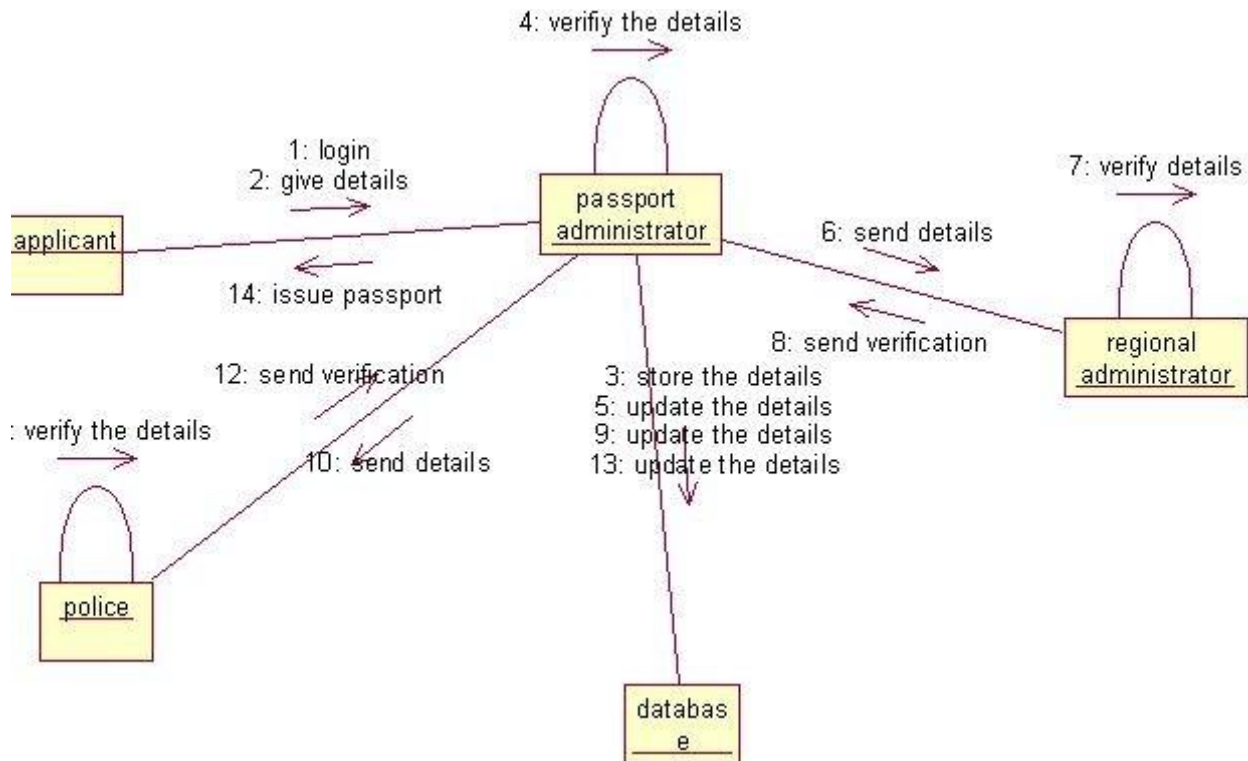 4: verifiy the details
1: login
2: give details
7: verify details
passport
administrator
applicant
6: send details
14: issue passport
8: send verification
regional
administrator
12: send verification
3: store the details
5: update the details
9: update the details
13: update the details
: verify the details
10: send details
police
databas
e